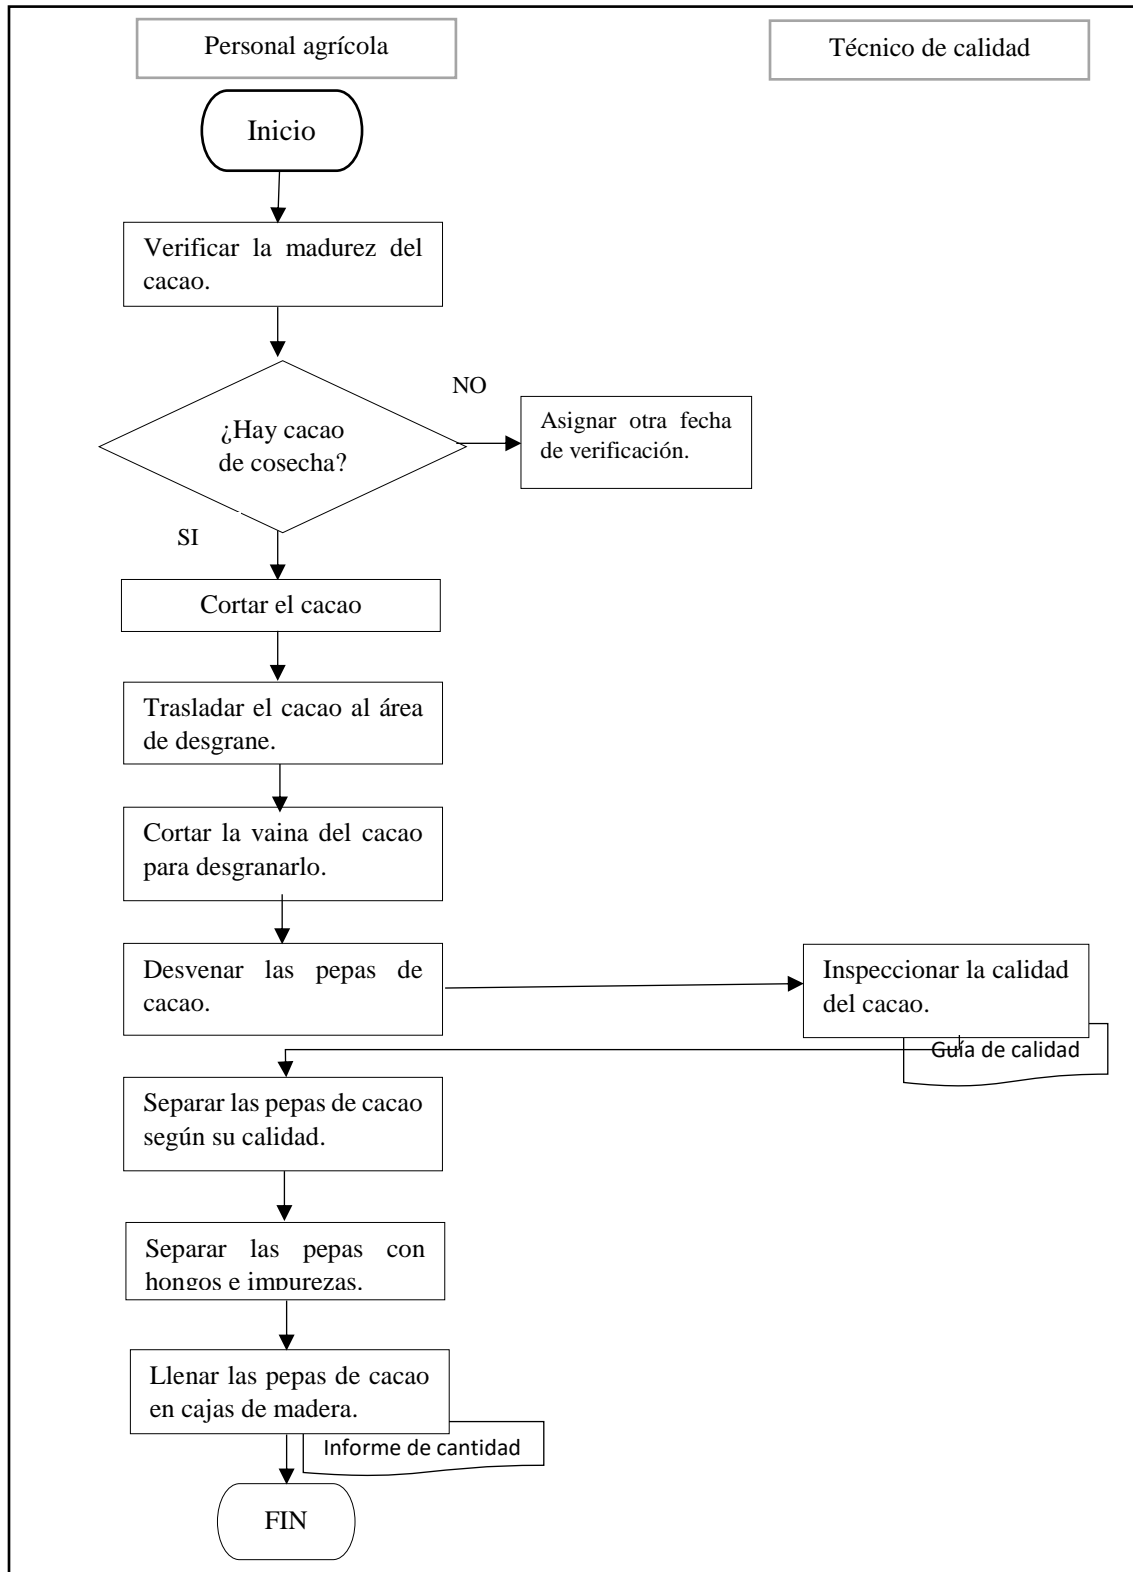 Personal agrícola
Técnico de calidad
Inicio
Verificar la madurez del
cacao.
¿Hay cacao
de cosecha?
NO
Asignar otra fecha
de verificación.
SI
Cortar el cacao
Trasladar el cacao al área
de desgrane.
Cortar la vaina del cacao
para desgranarlo.
Desvenar las pepas de
cacao.
Inspeccionar la calidad
del cacao.
Guía de calidad
Separar las pepas de cacao
según su calidad.
Separar las pepas con
hongos e impurezas.
Llenar las pepas de cacao
en cajas de madera.
Informe de cantidad
FIN